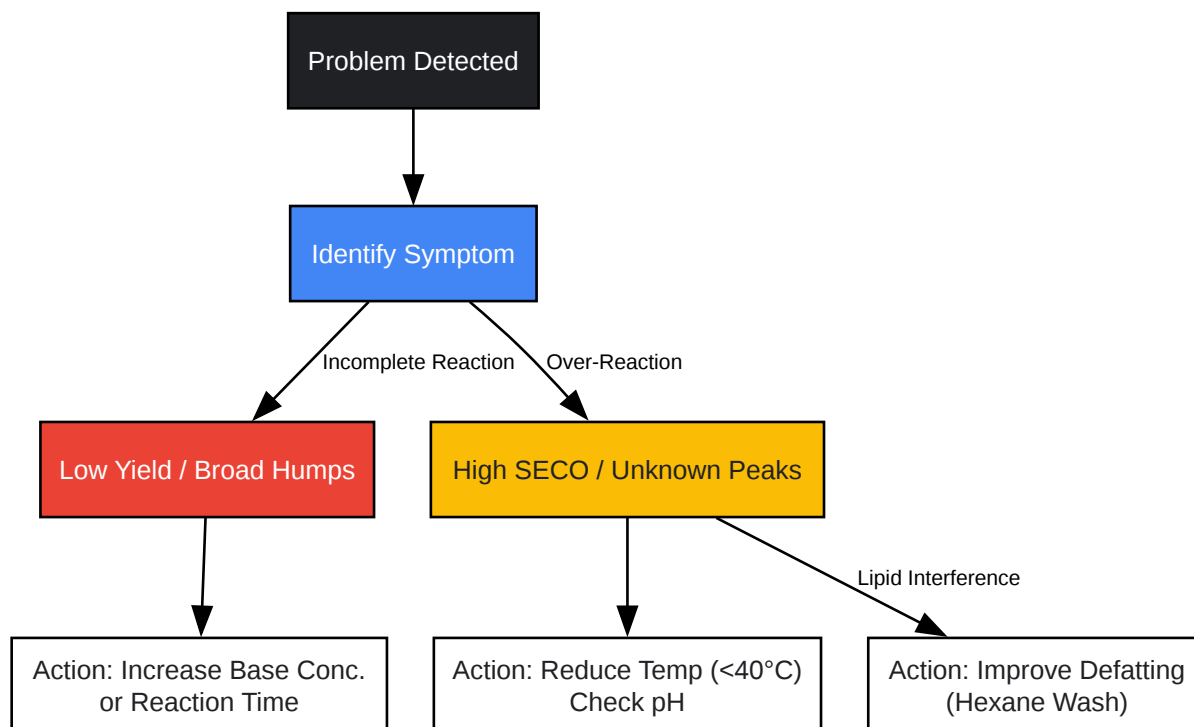 Problem Detected
Identify Symptom
Incomplete Reaction
Over-Reaction
Low Yield / Broad Humps
High SECO / Unknown Peaks
Lipid Interference
Action: Increase Base Conc.
or Reaction Time
Action: Reduce Temp (<40°C)
Check pH
Action: Improve Defatting
(Hexane Wash)